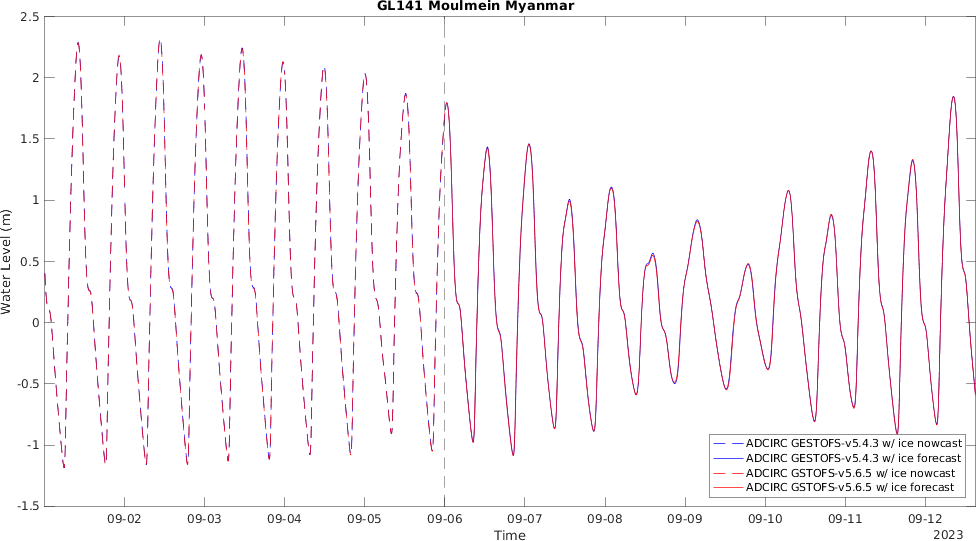 GL141 Moulmein Myanmar
2.5
2
1.5
1
0.5
0
-0.5
-1
-1.5
Water Level (m)
09-02 09-03 09-04 09-05 09-06 09-07 09-08 09-09 09-10 09-11 09-12
Time
2023
ADCIRC GESTOFS-v5.4.3 w/ ice nowcast
ADCIRC GESTOFS-v5.4.3 w/ ice forecast
ADCIRC GSTOFS-v5.6.5 w/ ice nowcast
ADCIRC GSTOFS-v5.6.5 w/ ice forecast